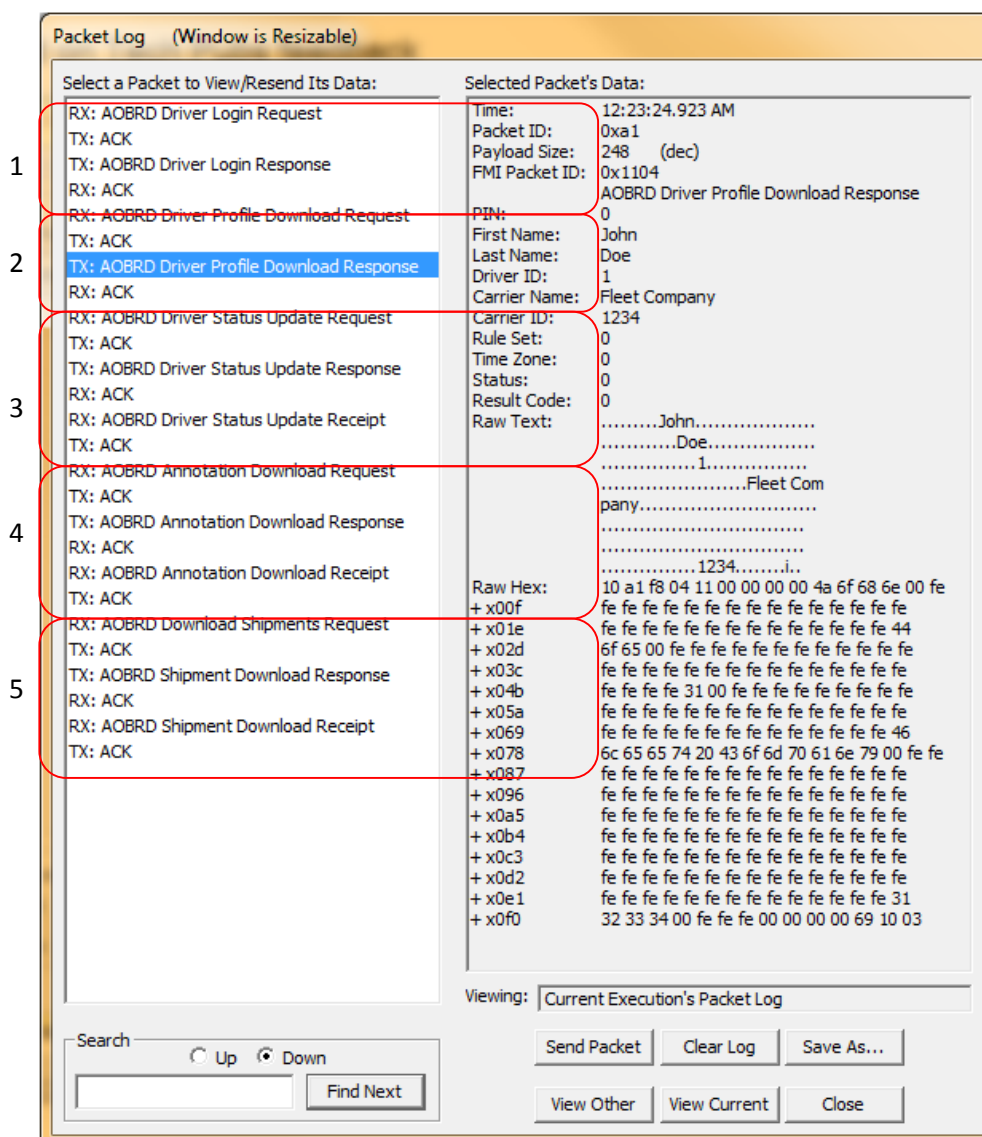 Packet Log (Window is Resizable)
Select a Packet to View/Resend Its Data:
RX: AOBRD Driver Login Request
TX: ACK
1
TX: AOBRD Driver Login Response
RX: ACK
RX: AOBRD Driver Profile Download Request
TX: ACK
2
TX: AOBRD Driver Profile Download Response
RX: ACK
RX: AOBRD Driver Status Update Request
TX: ACK
TX: AOBRD Driver Status Update Response
RX: ACK
3
RX: AOBRD Driver Status Update Receipt
TX: ACK
RX: AOBRD Annotation Download Request
TX: ACK
TX: AOBRD Annotation Download Response
4
RX: ACK
RX: AOBRD Annotation Download Receipt
TX: ACK
RX: AOBRD Download Shipments Request
TX: ACK
TX: AOBRD Shipment Download Response
5
RX: ACK
RX: AOBRD Shipment Download Receipt
TX: ACK
Selected Packet's Data:
Time: 12:23:24.923 AM
Packet ID: 0xa1
Payload Size: 248 (dec)
FMI Packet ID: 0x1104
AOBRD Driver Profile Download Response
PIN: 0
First Name: John
Last Name: Doe
Driver ID: 1
Carrier Name: Fleet Company
Carrier ID: 1234
Rule Set: 0
Time Zone: 0
Status: 0
Result Code: 0
Raw Text: .........John...................
............Doe.................
...............1................
.......................Fleet Com
pany............................
................................
................................
...............1234........i..
Raw Hex: 10 a1 f8 04 11 00 00 00 00 4a 6f 68 6e 00 fe
+ x00f fe fe fe fe fe fe fe fe fe fe fe fe fe fe fe
+ x01e fe fe fe fe fe fe fe fe fe fe fe fe fe fe 44
+ x02d 6f 65 00 fe fe fe fe fe fe fe fe fe fe fe fe
+ x03c fe fe fe fe fe fe fe fe fe fe fe fe fe fe fe
+ x04b fe fe fe fe 31 00 fe fe fe fe fe fe fe fe fe
+ x05a fe fe fe fe fe fe fe fe fe fe fe fe fe fe fe
+ x069 fe fe fe fe fe fe fe fe fe fe fe fe fe fe 46
+ x078 6c 65 65 74 20 43 6f 6d 70 61 6e 79 00 fe fe
+ x087 fe fe fe fe fe fe fe fe fe fe fe fe fe fe fe
+ x096 fe fe fe fe fe fe fe fe fe fe fe fe fe fe fe
+ x0a5 fe fe fe fe fe fe fe fe fe fe fe fe fe fe fe
+ x0b4 fe fe fe fe fe fe fe fe fe fe fe fe fe fe fe
+ x0c3 fe fe fe fe fe fe fe fe fe fe fe fe fe fe fe
+ x0d2 fe fe fe fe fe fe fe fe fe fe fe fe fe fe fe
+ x0e1 fe fe fe fe fe fe fe fe fe fe fe fe fe fe 31
+ x0f0 32 33 34 00 fe fe fe 00 00 00 00 69 10 03
Viewing: Current Execution's Packet Log
Search
Up Down
Find Next
Send Packet Clear Log Save As...
View Other View Current Close